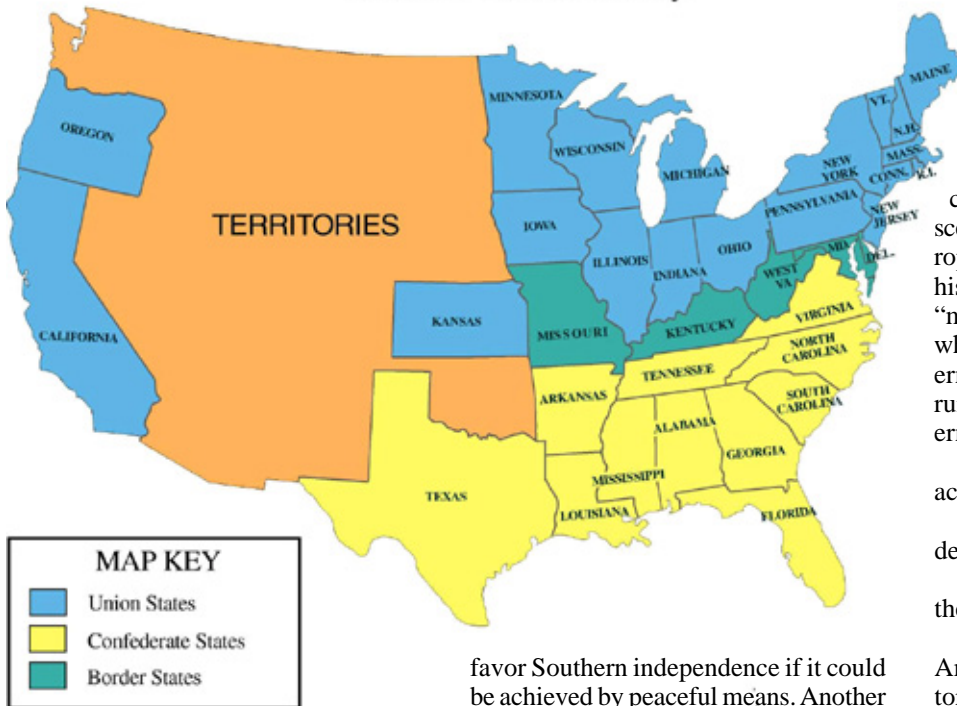 MAINE
MINNESOTA
VT.
OREGON
N.H.
WISCONSIN
MASS.
NEW
YORK
CONN.
R.I.
MICHIGAN
PENNSYLVANIA
NEW
JERSEY
TERRITORIES
IOWA
OHIO
ILLINOIS
INDIANA
MD.
DEL.
WEST
VA
KANSAS
CALIFORNIA
MISSOURI
KENTUCKY
VIRGINIA
NORTH
CAROLINA
TENNESSEE
ARKANSAS
SOUTH
CAROLINA
ALABAMA
GEORGIA
MISSISSIPPI
TEXAS
LOUISIANA
FLORIDA
MAP KEY
Union States
Confederate States
Border States
favor Southern independence if it could
be achieved by peaceful means. Another
his
de